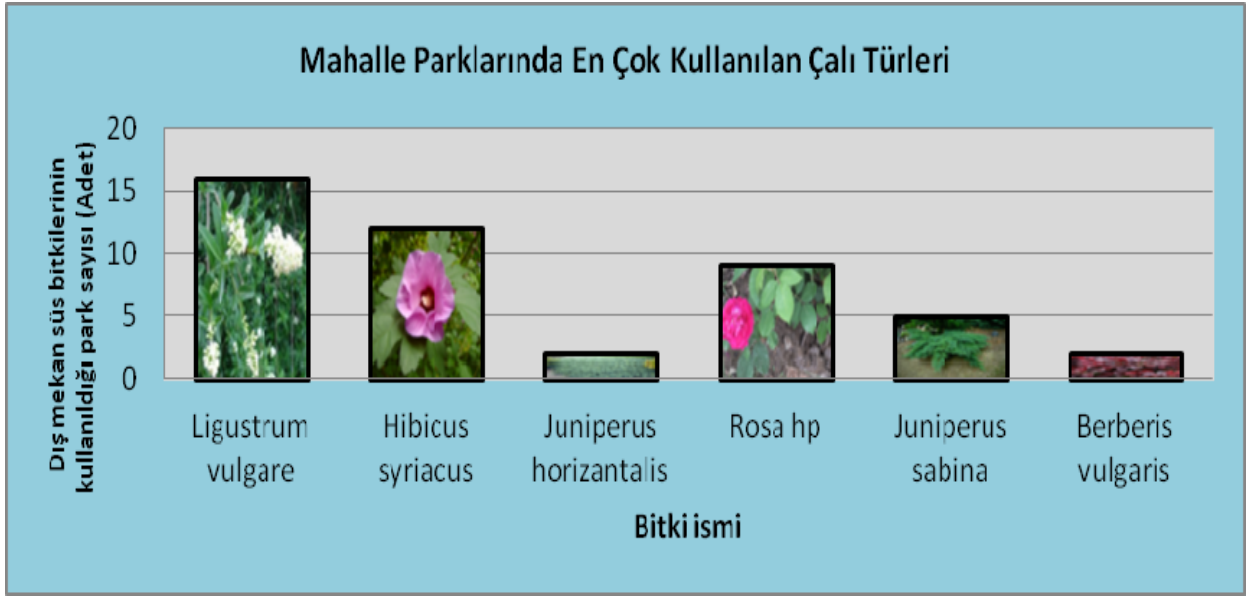 Mahalle Parklarında En Çok Kullanılan Çalı Türleri
Dış mekan süs bitkilerinin
kullanıldığı park sayısı (Adet)
20
15
10
5
0
Ligustrum
vulgare
Hibicus
syriacus
Juniperus
horizantalis
Rosa hp
Juniperus
sabina
Berberis
vulgaris
Bitki ismi